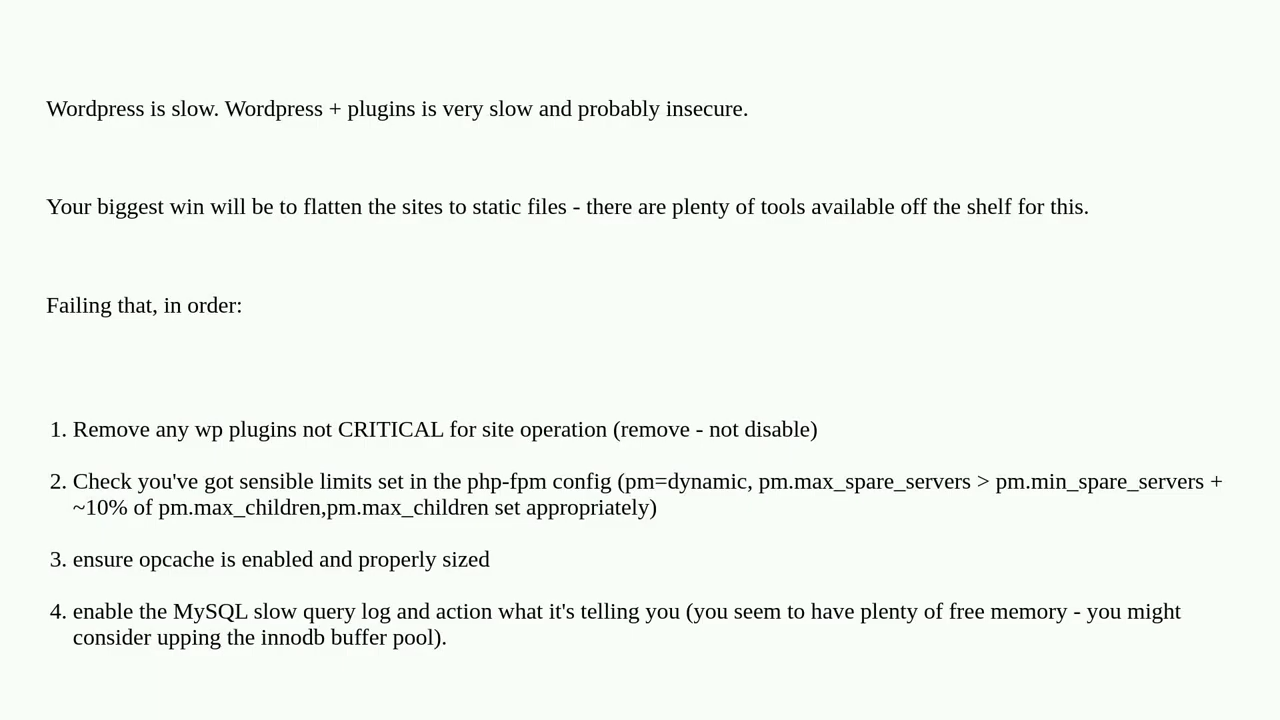 Wordpress is slow. Wordpress + plugins is very slow and probably insecure.
Your biggest win will be to flatten the sites to static files - there are plenty of tools available off the shelf for this.
Failing that, in order:
1. Remove any wp plugins not CRITICAL for site operation (remove - not disable)
2. Check you've got sensible limits set in the php-fpm config (pm=dynamic, pm.max_spare_servers > pm.min_spare_servers +
~10% of pm.max_children,pm.max_children set appropriately)
3. ensure opcache is enabled and properly sized
4. enable the MySQL slow query log and action what it's telling you (you seem to have plenty of free memory - you might
consider upping the innodb buffer pool).